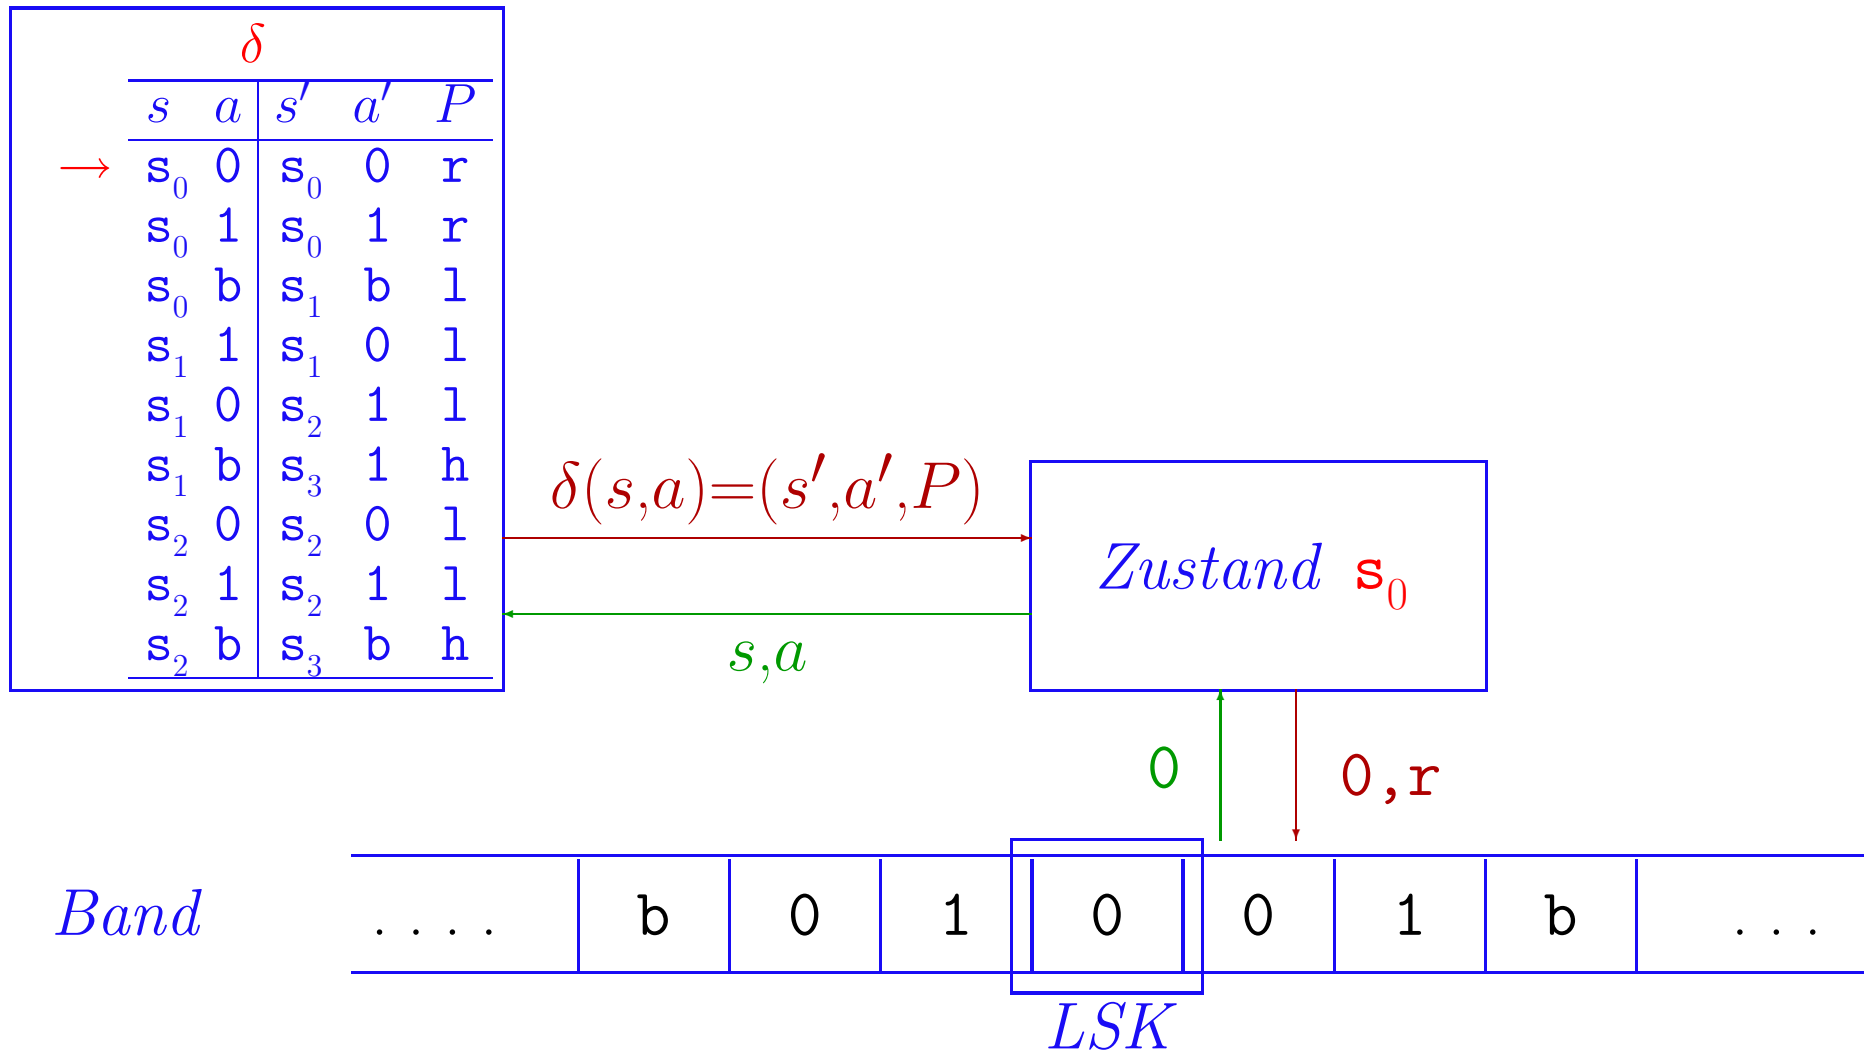 δ
s a s′ a′ P
→ s₀ 0 s₀ 0 r
s₀ 1 s₀ 1 r
s₀ b s₁ b l
s₁ 1 s₁ 0 l
s₁ 0 s₂ 1 l
s₁ b s₃ 1 h
s₂ 0 s₂ 0 l
s₂ 1 s₂ 1 l
s₂ b s₃ b h
δ(s,a)=(s′,a′,P)
s,a
Zustand s₀
0
0,r
Band . . . . b 0 1 0 0 1 b . . .
LSK